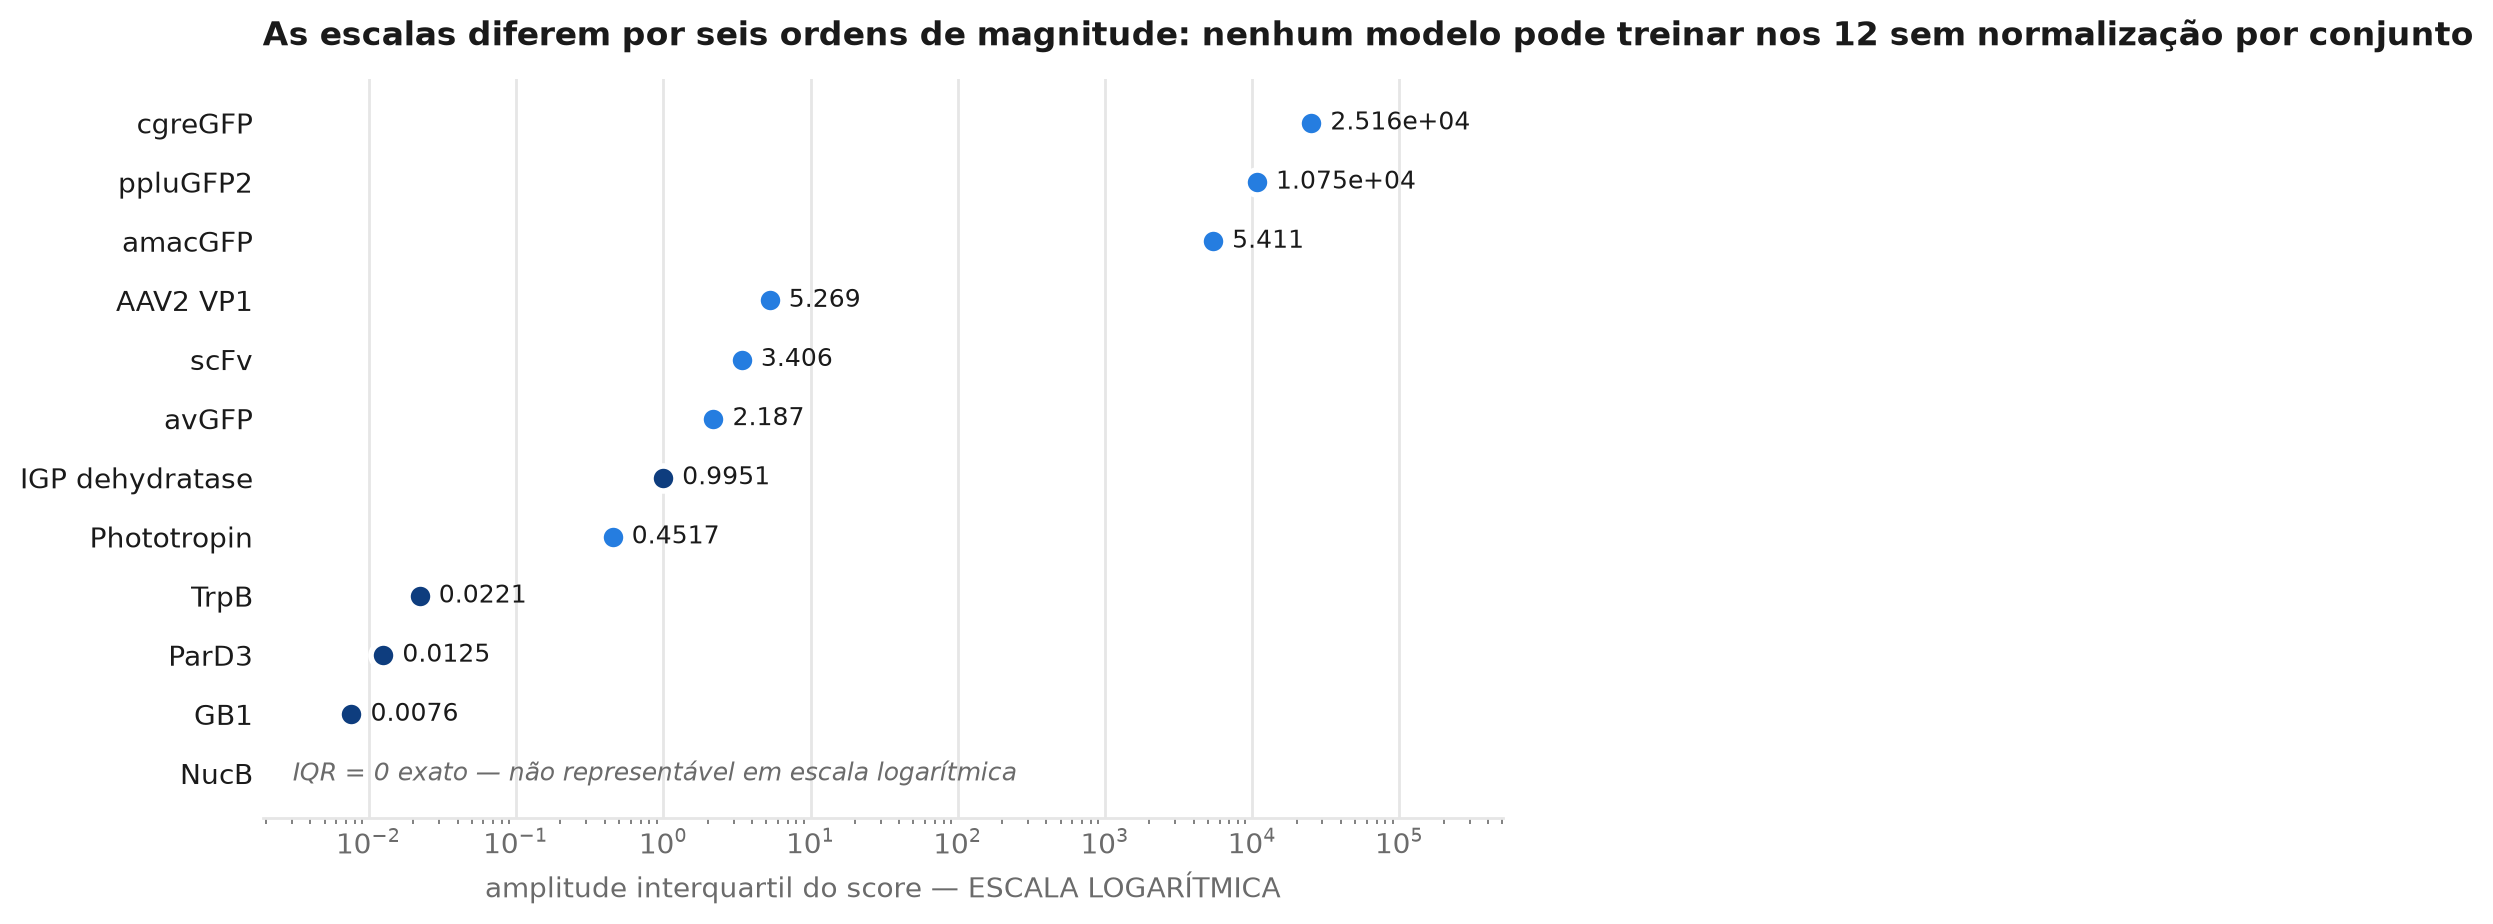 As escalas diferem por seis ordens de magnitude: nenhum modelo pode treinar nos 12 sem normalização por conjunto
cgreGFP 2.516e+04
ppluGFP2 1.075e+04
amacGFP 5.411
AAV2 VP1 5.269
scFv 3.406
avGFP 2.187
IGP dehydratase 0.9951
Phototropin 0.4517
TrpB 0.0221
ParD3 0.0125
GB1 0.0076
NucB IQR = 0 exato — não representável em escala logarítmica
10⁻² 10⁻¹ 10⁰ 10¹ 10² 10³ 10⁴ 10⁵
amplitude interquartil do score — ESCALA LOGARÍTMICA